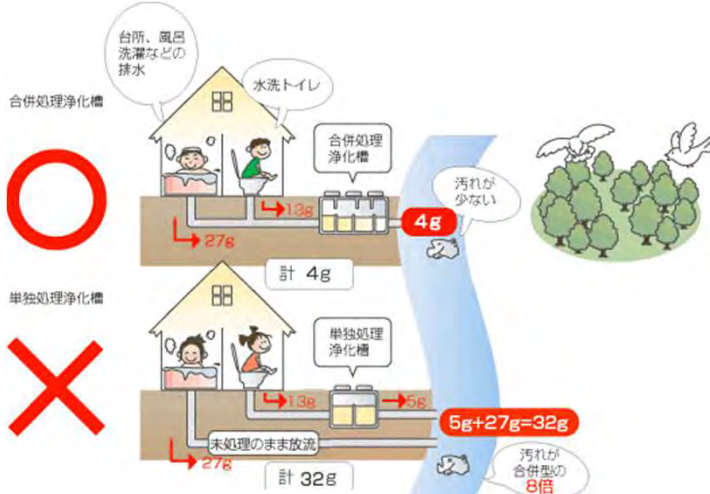 台所、風呂
洗濯などの
排水
水洗トイレ
合併処理浄化槽
合併処理
浄化槽
汚れが
少ない
13g
4g
27g
計 4g
単独処理浄化槽
単独処理
浄化槽
13g
5g
5g+27g=32g
未処理のまま放流
27g
計 32g
汚れが
合併型の
8倍